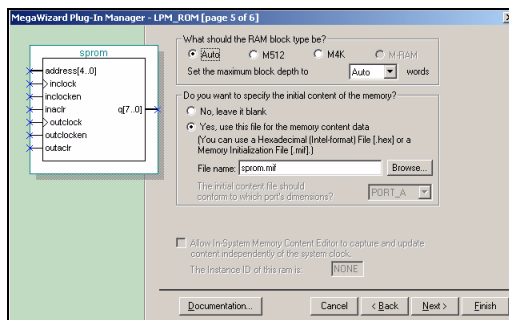 MegaWizard Plug-In Manager - LPM_ROM [page 5 of 6]
sprom
address[4..0]
inclock
inclocken
inaclr
q[7..0]
outclock
outclocken
outaclr
What should the RAM block type be?
Auto
M512
M4K
M-RAM
Set the maximum block depth to
Auto
words
Do you want to specify the initial content of the memory?
No, leave it blank
Yes, use this file for the memory content data
(You can use a Hexadecimal (Intel-format) File [.hex] or a
Memory Initialization File [.mif].)
File name: sprom.mif
Browse...
The initial content file should
conform to which port's dimensions?
PORT_A
Allow In-System Memory Content Editor to capture and update
content independently of the system clock.
The Instance ID of this ram is: NONE
Documentation...
Cancel
< Back
Next >
Finish